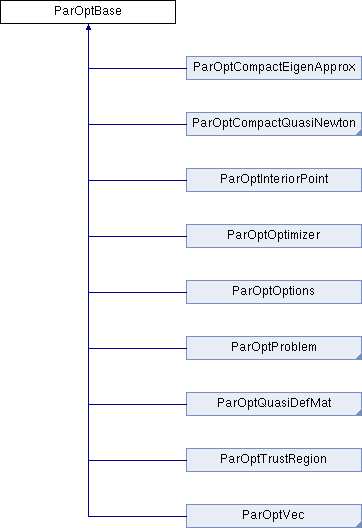 ParOptBase
ParOptCompactEigenApprox
ParOptCompactQuasiNewton
ParOptInteriorPoint
ParOptOptimizer
ParOptOptions
ParOptProblem
ParOptQuasiDefMat
ParOptTrustRegion
ParOptVec